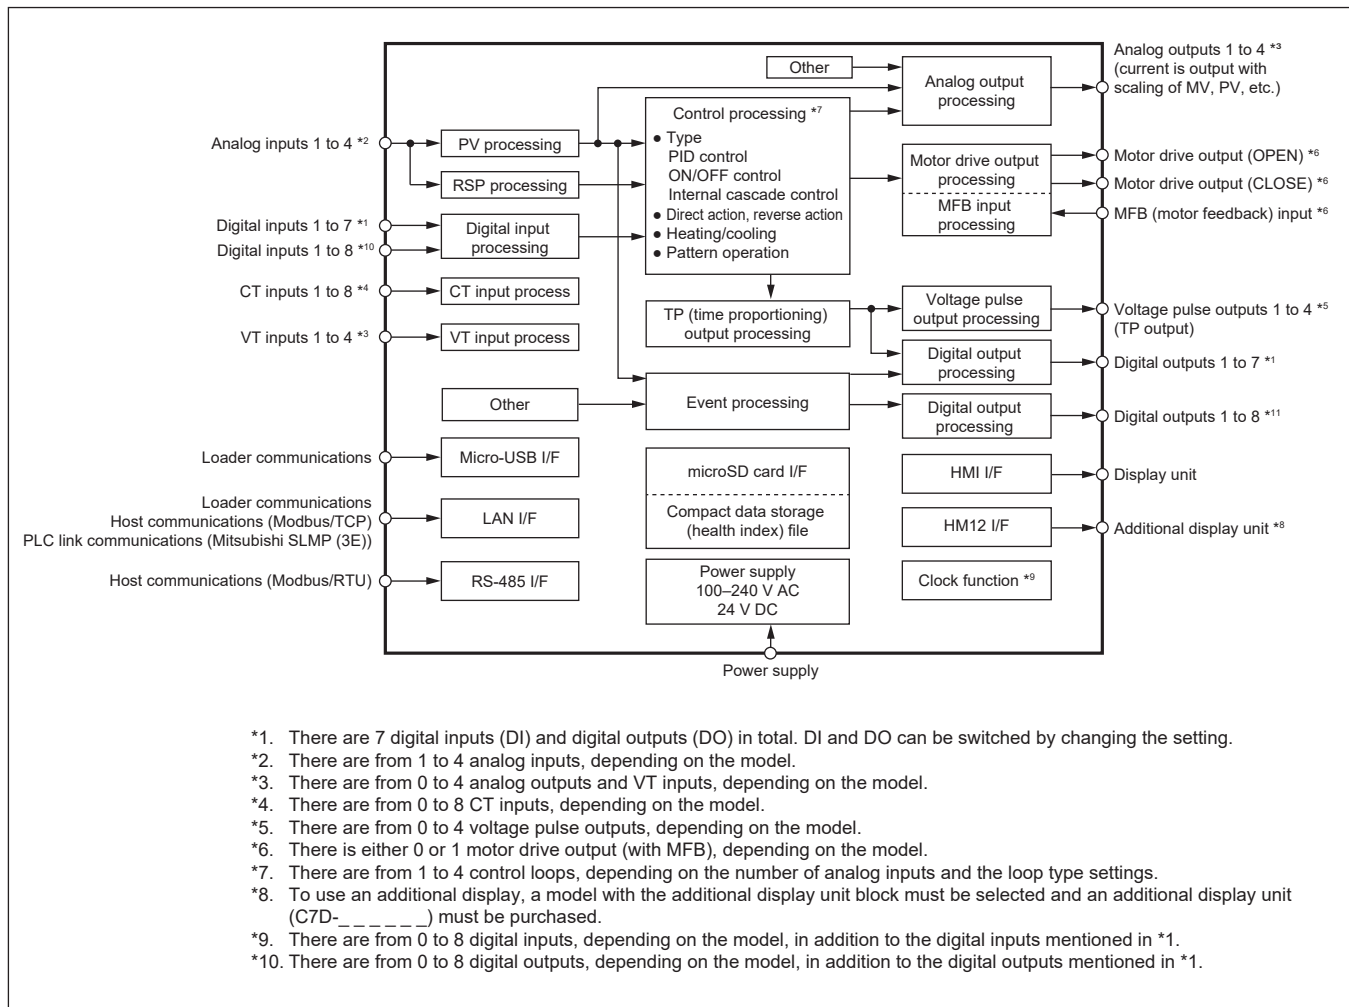 Analog inputs 1 to 4 *2
Digital inputs 1 to 7 *1
Digital inputs 1 to 8 *10
CT inputs 1 to 8 *4
VT inputs 1 to 4 *3
Loader communications
Loader communications
Host communications (Modbus/TCP)
PLC link communications (Mitsubishi SLMP (3E))
Host communications (Modbus/RTU)
PV processing
RSP processing
Digital input
processing
CT input process
VT input process
Other
Micro-USB I/F
LAN I/F
RS-485 I/F
Other
Control processing *7
● Type
PID control
ON/OFF control
Internal cascade control
● Direct action, reverse action
● Heating/cooling
● Pattern operation
TP (time proportioning)
output processing
Event processing
microSD card I/F
Compact data storage
(health index) file
Power supply
100–240 V AC
24 V DC
Power supply
Analog output
processing
Motor drive output
processing
MFB input
processing
Voltage pulse
output processing
Digital output
processing
Digital output
processing
HMI I/F
HM12 I/F
Clock function *9
Analog outputs 1 to 4 *3
(current is output with
scaling of MV, PV, etc.)
Motor drive output (OPEN) *6
Motor drive output (CLOSE) *6
MFB (motor feedback) input *6
Voltage pulse outputs 1 to 4 *5
(TP output)
Digital outputs 1 to 7 *1
Digital outputs 1 to 8 *11
Display unit
Additional display unit *8
*1. There are 7 digital inputs (DI) and digital outputs (DO) in total. DI and DO can be switched by changing the setting.
*2. There are from 1 to 4 analog inputs, depending on the model.
*3. There are from 0 to 4 analog outputs and VT inputs, depending on the model.
*4. There are from 0 to 8 CT inputs, depending on the model.
*5. There are from 0 to 4 voltage pulse outputs, depending on the model.
*6. There is either 0 or 1 motor drive output (with MFB), depending on the model.
*7. There are from 1 to 4 control loops, depending on the number of analog inputs and the loop type settings.
*8. To use an additional display, a model with the additional display unit block must be selected and an additional display unit
(C7D-_ _ _ _ _ _) must be purchased.
*9. There are from 0 to 8 digital inputs, depending on the model, in addition to the digital inputs mentioned in *1.
*10. There are from 0 to 8 digital outputs, depending on the model, in addition to the digital outputs mentioned in *1.